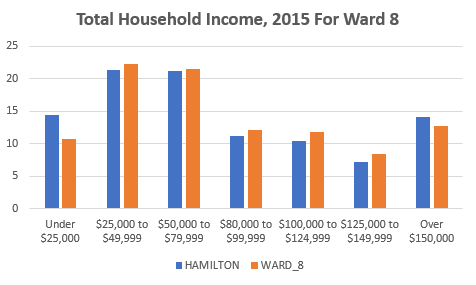 Total Household Income, 2015 For Ward 8
25
20
15
10
5
0
Under $25,000
$25,000 to $49,999
$50,000 to $79,999
$80,000 to $99,999
$100,000 to $124,999
$125,000 to $149,999
Over $150,000
HAMILTON WARD_8